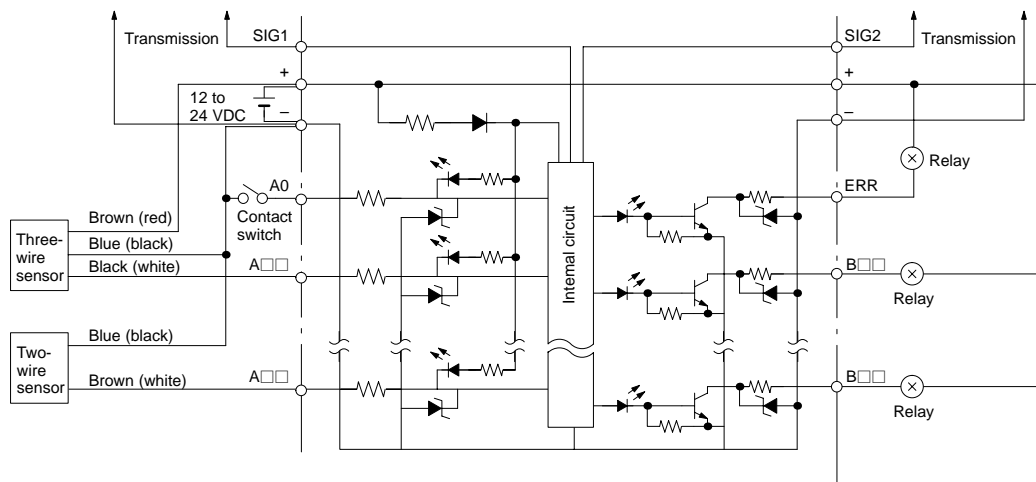 Transmission
SIG1
SIG2
Transmission
+
+
12 to
24 VDC
−
−
Relay
A0
ERR
Contact
switch
Brown (red)
Three-
wire
sensor
Blue (black)
Black (white)
A□□
Internal circuit
B□□
Relay
Blue (black)
Two-
wire
sensor
Brown (white)
A□□
B□□
Relay